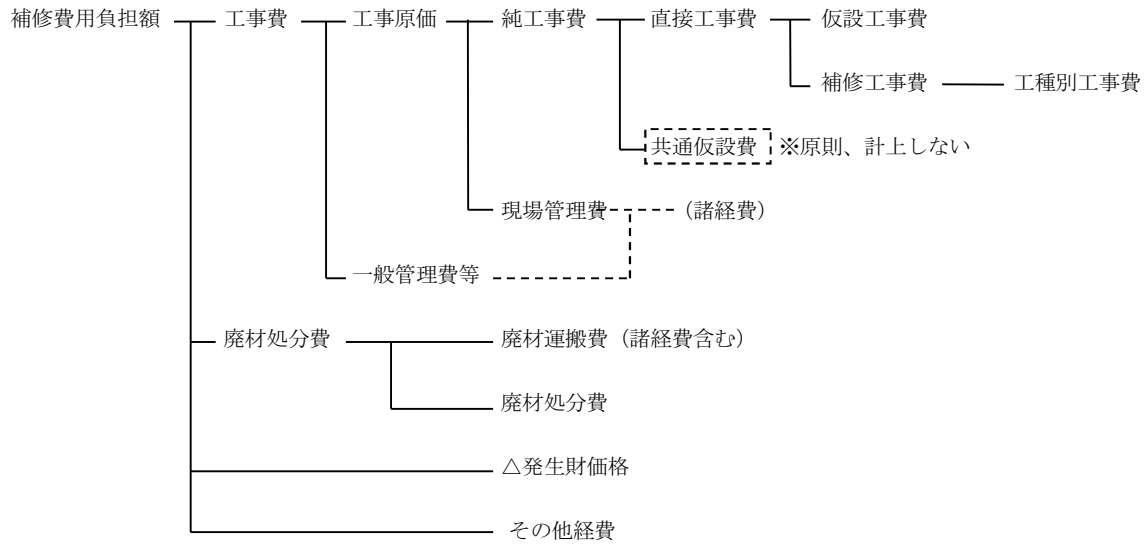 補修費用負担額 工事費 工事原価 純工事費 直接工事費 仮設工事費
補修工事費 工種別工事費
共通仮設費 ※原則、計上しない
現場管理費 (諸経費)
一般管理費等
廃材処分費 廃材運搬費(諸経費含む)
廃材処分費
△発生財価格
その他経費